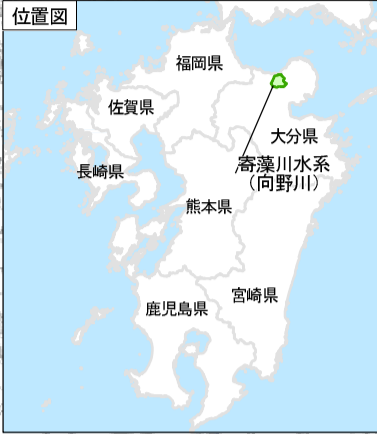 位置図
福岡県
佐賀県
大分県
長崎県
寄藻川水系
（向野川）
熊本県
宮崎県
鹿児島県